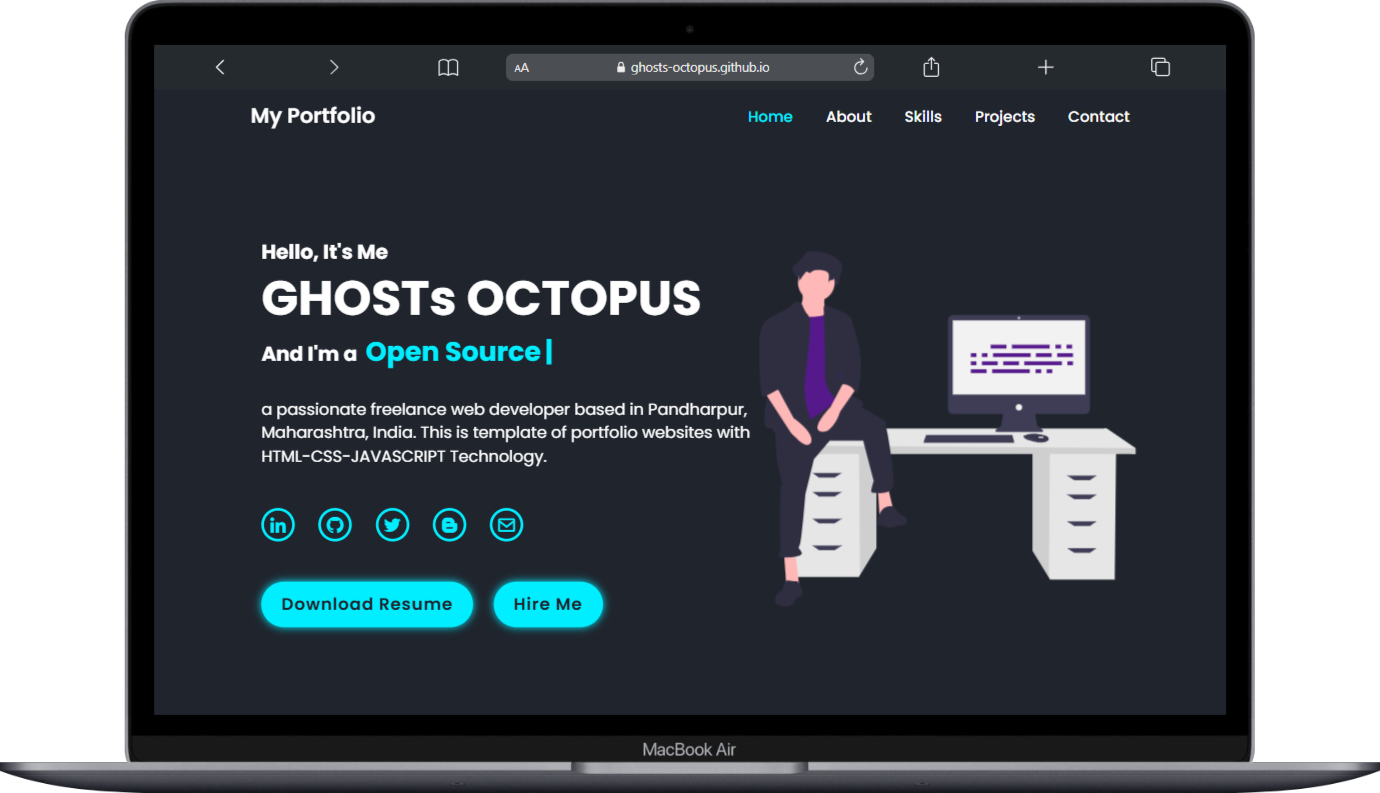 AA ghosts-octopus.github.io
My Portfolio Home About Skills Projects Contact
Hello, It's Me
GHOSTs OCTOPUS
And I'm a Open Source|
a passionate freelance web developer based in Pandharpur,
Maharashtra, India. This is template of portfolio websites with
HTML-CSS-JAVASCRIPT Technology.
in
Download Resume Hire Me
MacBook Air